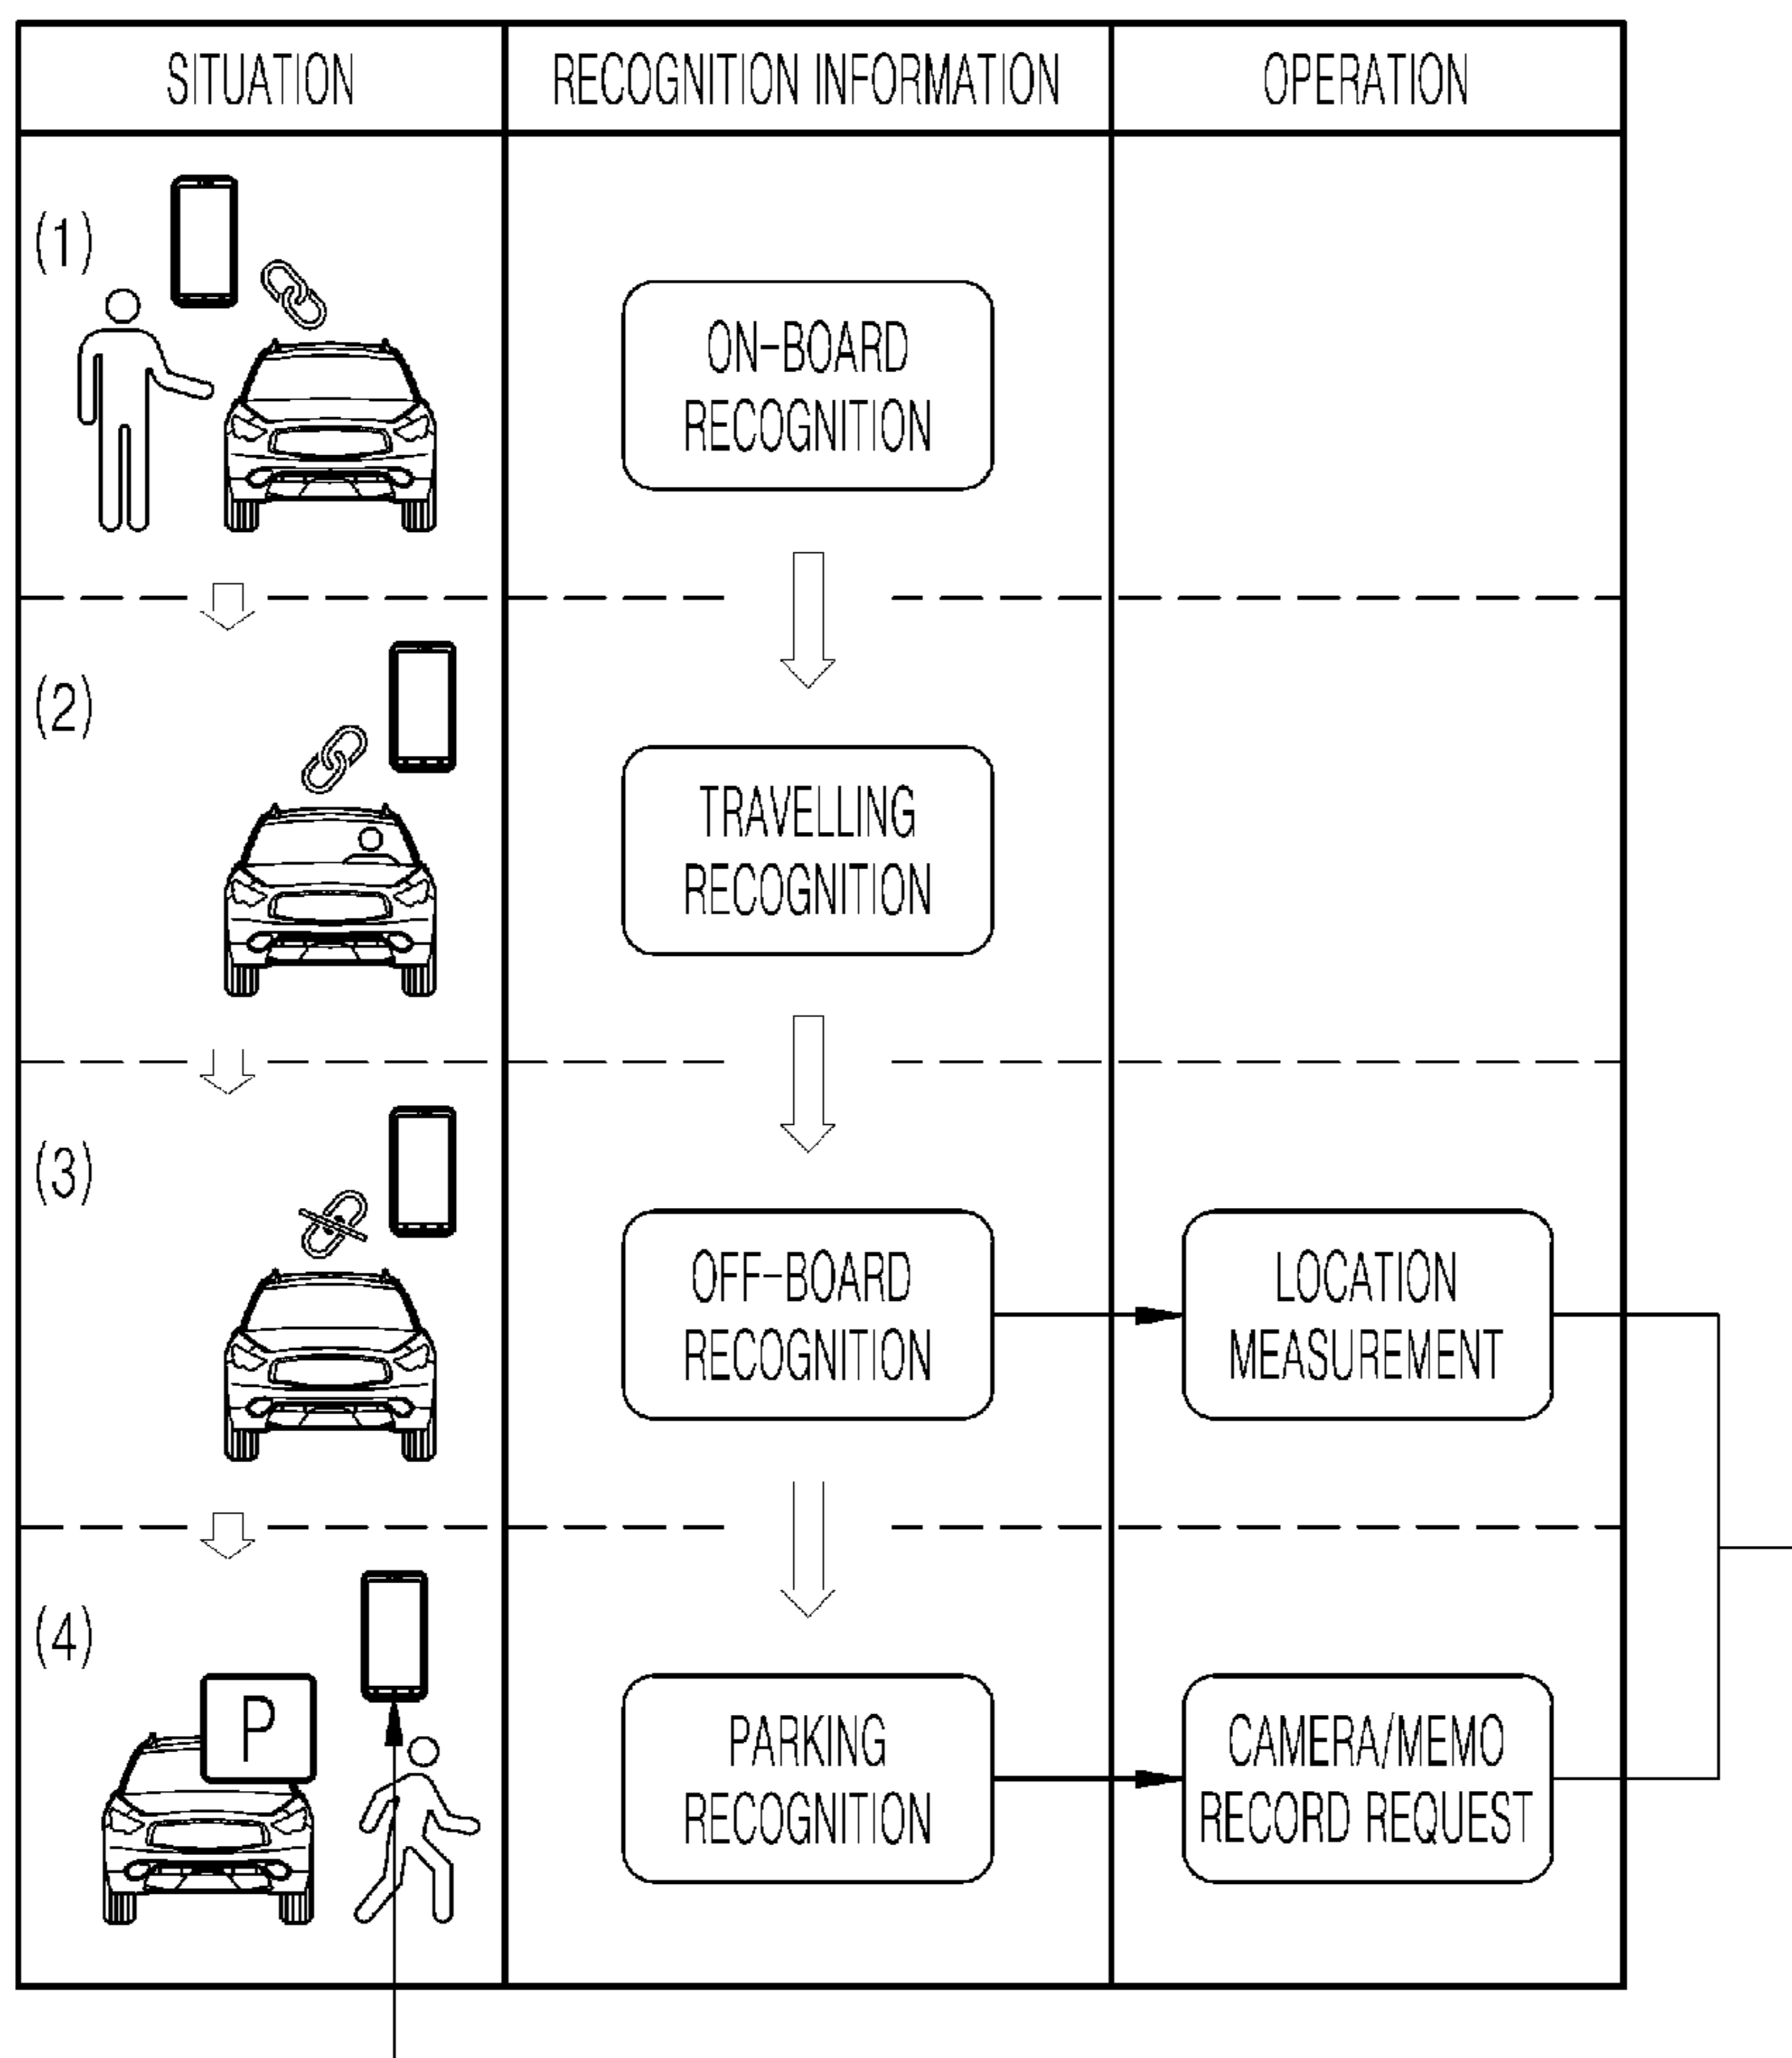 SITUATION
RECOGNITION INFORMATION
OPERATION
(1)
ON-BOARD
RECOGNITION
(2)
TRAVELLING
RECOGNITION
(3)
OFF-BOARD
RECOGNITION
LOCATION
MEASUREMENT
(4)
P
PARKING
RECOGNITION
CAMERA/MEMO
RECORD REQUEST